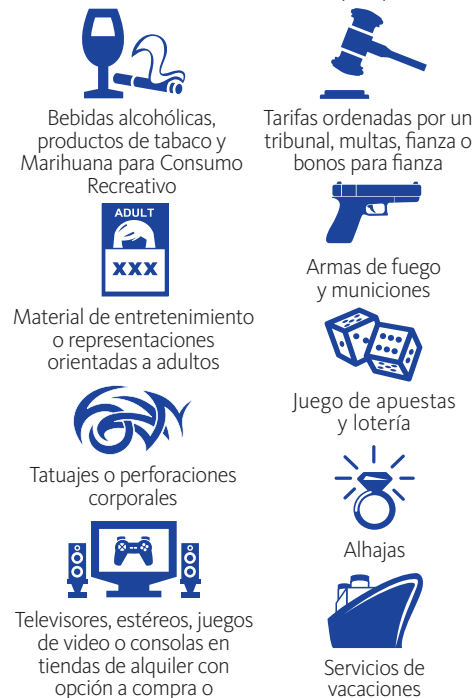 Bebidas alcohólicas,
productos de tabaco y
Marihuana para Consumo
Recreativo
ADULT
XXX
Material de entretenimiento
o representaciones
orientadas a adultos
Tatuajes o perforaciones
corporales
Televisores, estéreos, juegos
de video o consolas en
tiendas de alquiler con
opción a compra o
Tarifas ordenadas por un
tribunal, multas, fianza o
bonos para fianza
Armas de fuego
y municiones
Juego de apuestas
y lotería
Alhajas
Servicios de
vacaciones